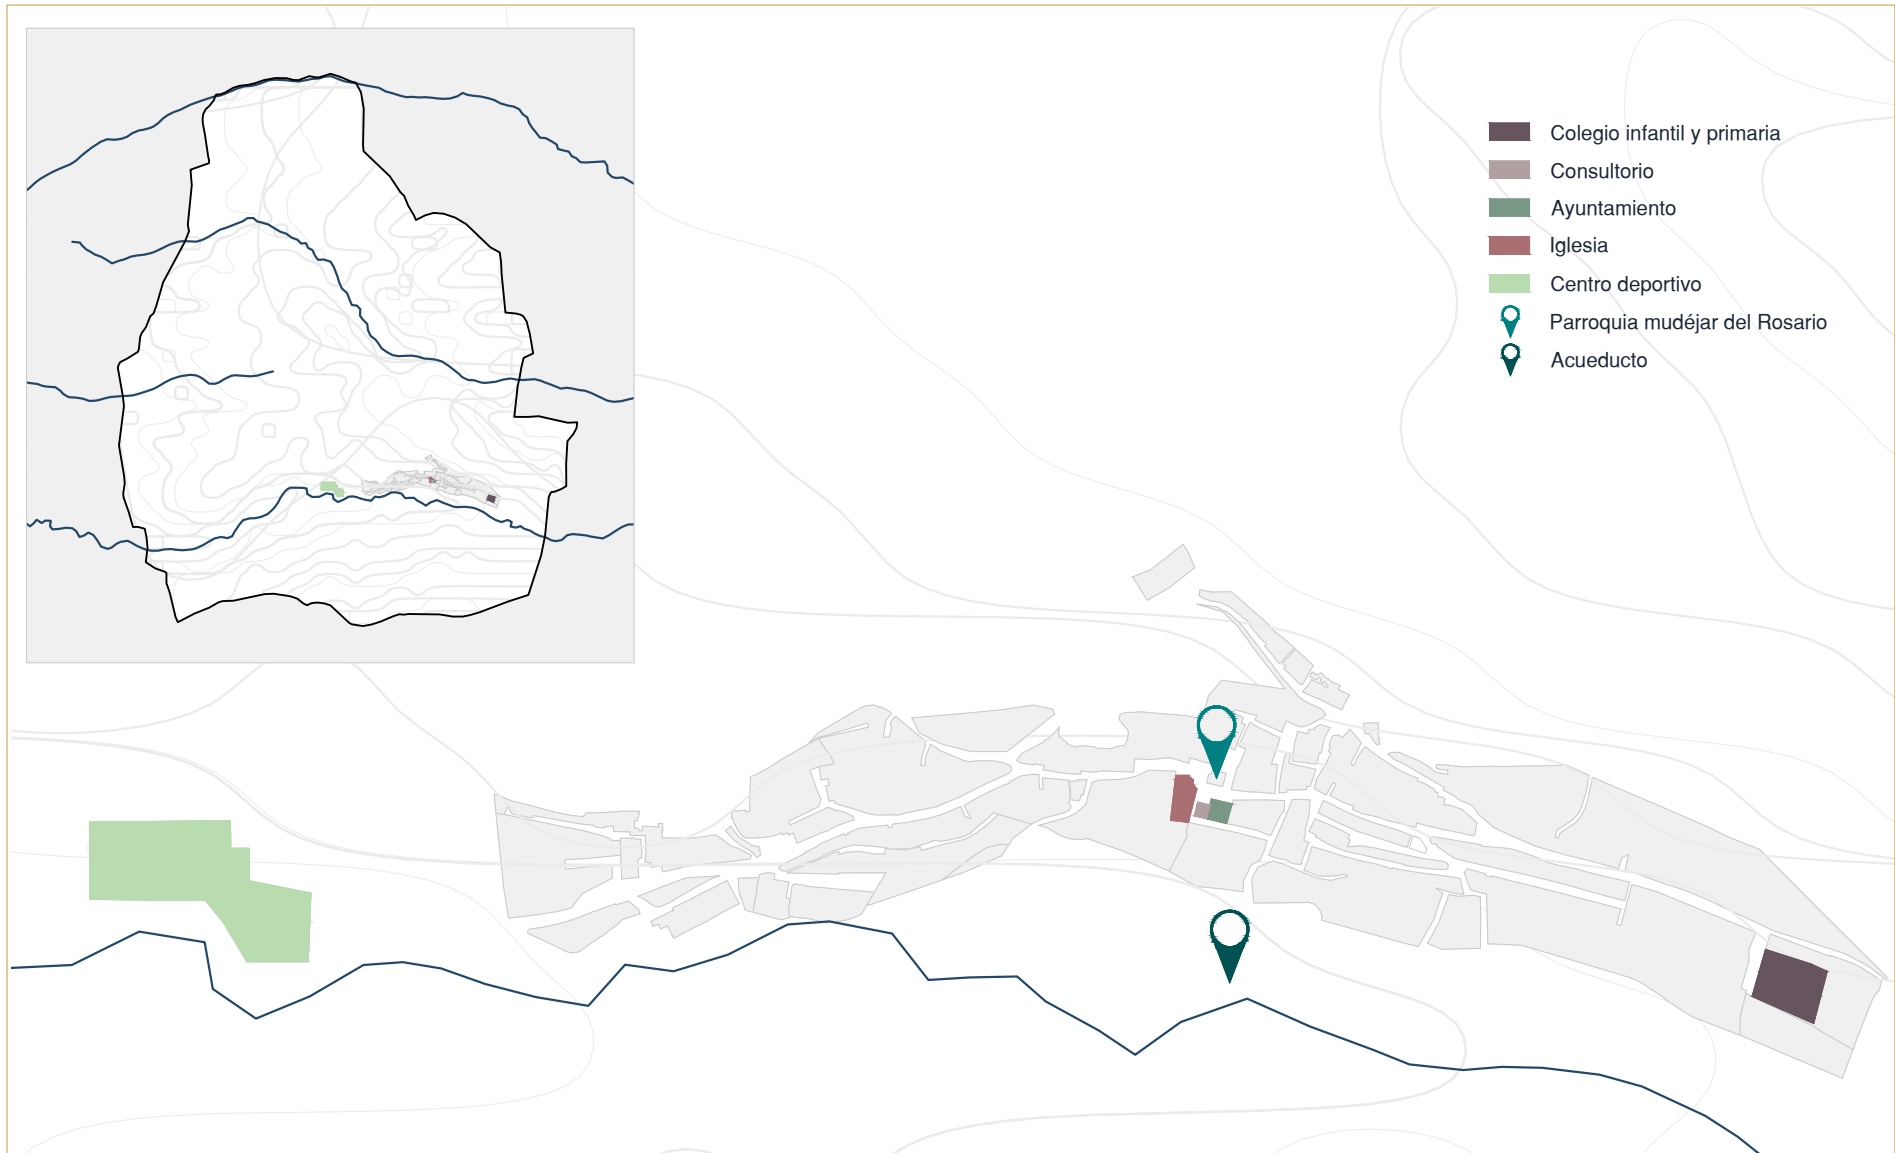 Colegio infantil y primaria
Consultorio
Ayuntamiento
Iglesia
Centro deportivo
Parroquia mudéjar del Rosario
Acueducto